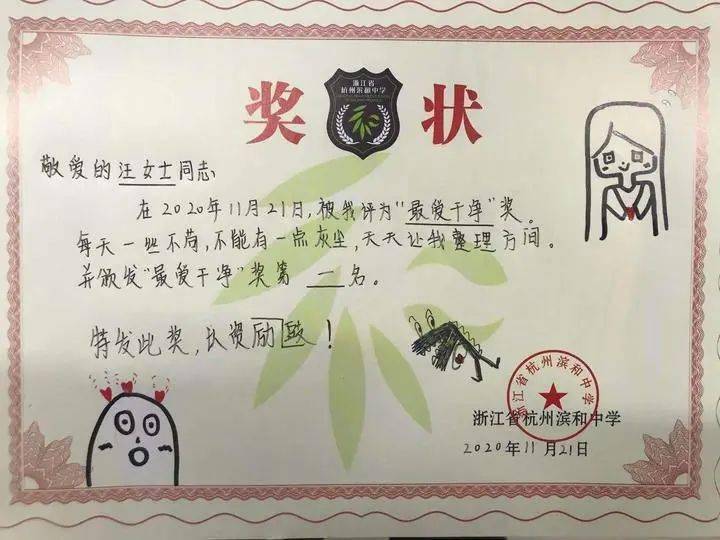 奖状
浙江省
杭州滨和中学
敬爱的汪女士同志:
在2020年11月21日,被我评为“最爱干净”奖。
每天一丝不苟,不能有一点灰尘,天天让我整理方间。
并颁发“最爱干净”奖第二名。
特发此奖,以资励鼓!
浙江省杭州滨和中学
浙江省杭州滨和中学
2020年11月21日